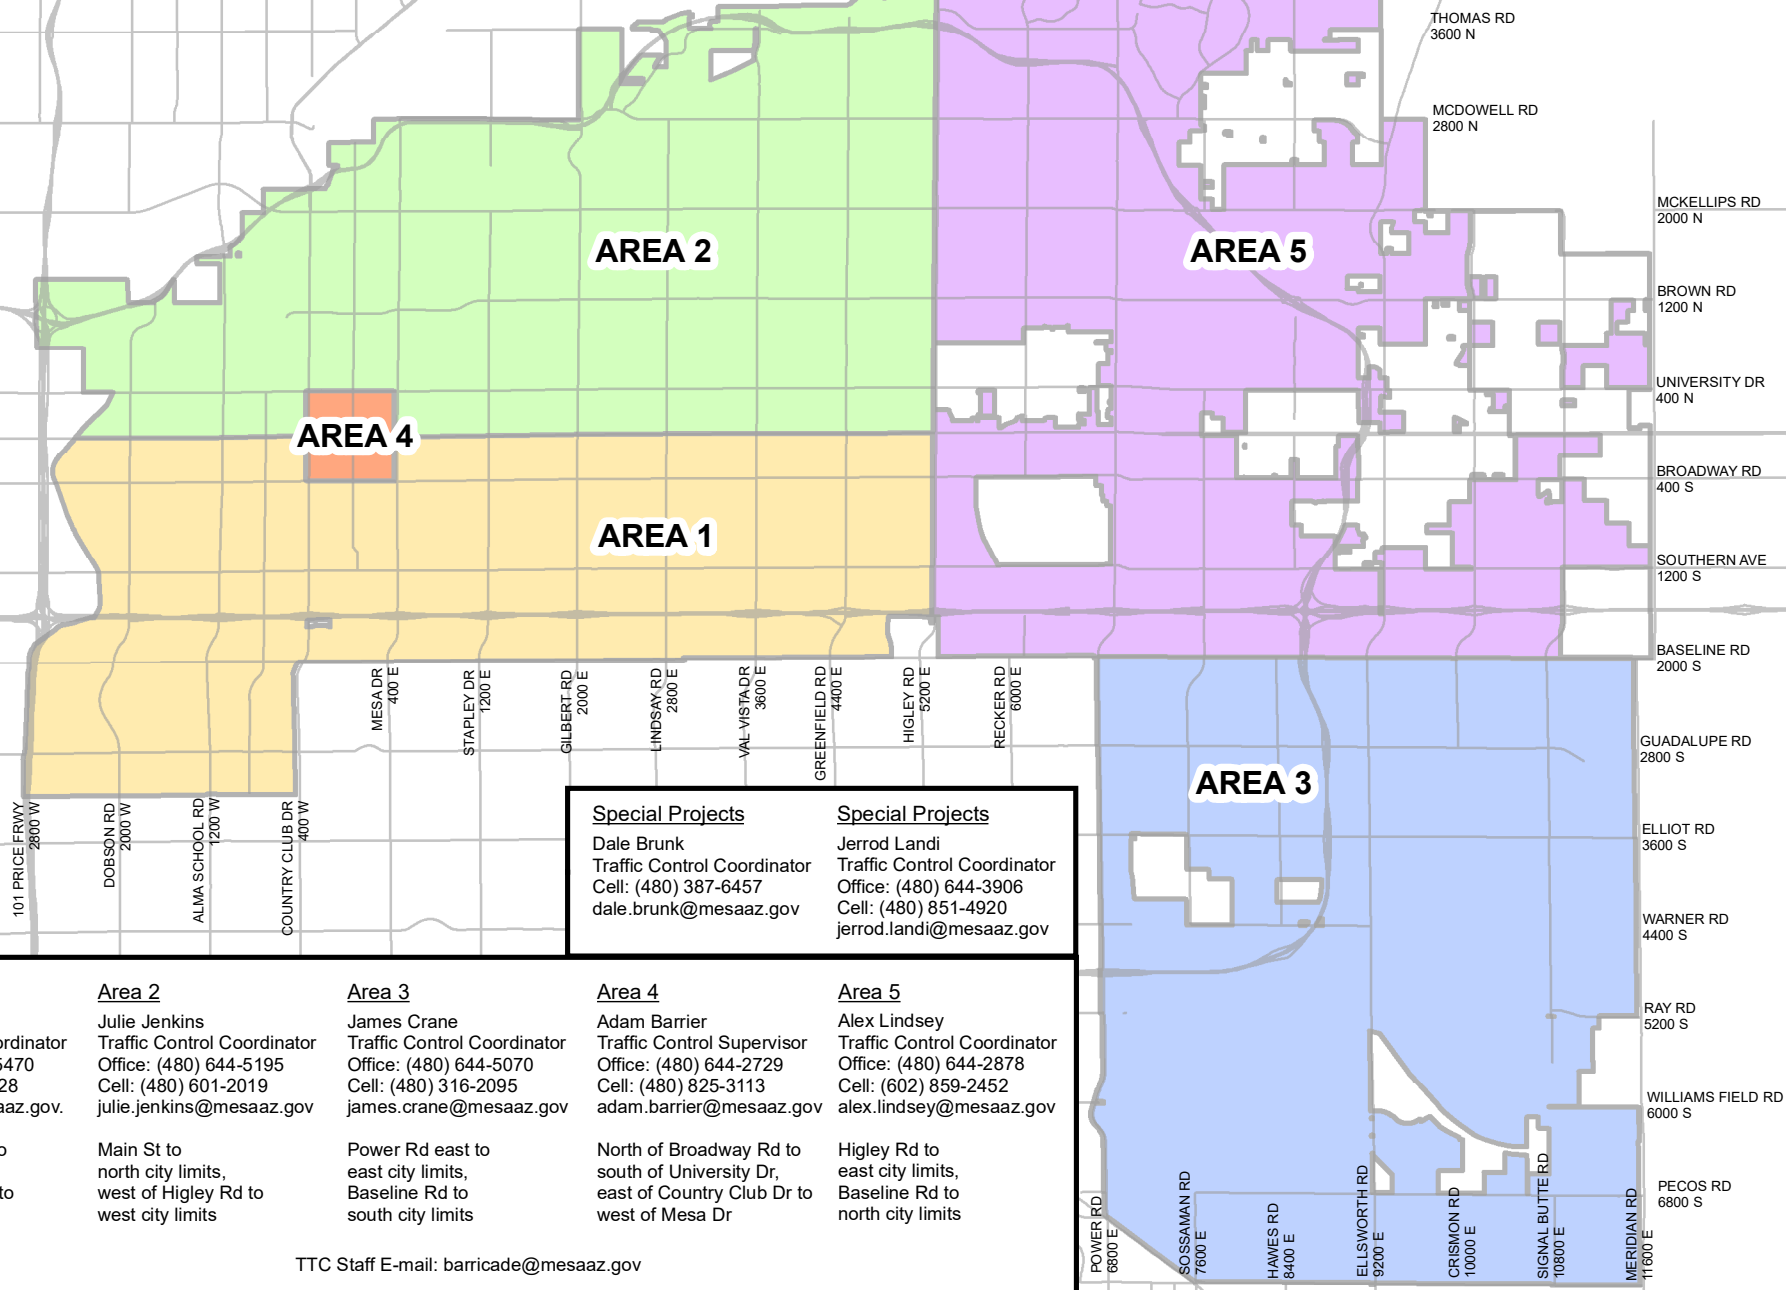 THOMAS RD
3600 N
MCDOWELL RD
2800 N
MCKELLIPS RD
2000 N
AREA 2
AREA 5
BROWN RD
1200 N
UNIVERSITY DR
400 N
AREA 4
BROADWAY RD
400 S
AREA 1
SOUTHERN AVE
1200 S
BASELINE RD
2000 S
MESA DR
400 E
STAPLEY DR
1200 E
GILBERT RD
2000 E
LINDSAY RD
2800 E
VAL VISTA DR
3600 E
GREENFIELD RD
4400 E
HIGLEY RD
5200 E
RECKER RD
6000 E
GUADALUPE RD
2800 S
AREA 3
101 PRICE FRWY
2800 W
DOBSON RD
2000 W
ALMA SCHOOL RD
1200 W
COUNTRY CLUB DR
400 W
ELLIOT RD
3600 S
WARNER RD
4400 S
RAY RD
5200 S
WILLIAMS FIELD RD
6000 S
PECOS RD
6800 S
POWER RD
6800 E
SOSSAMAN RD
7600 E
HAWES RD
8400 E
ELLSWORTH RD
9200 E
CRISMON RD
10000 E
SIGNAL BUTTE RD
10800 E
MERIDIAN RD
11600 E
Special Projects
Dale Brunk
Traffic Control Coordinator
Cell: (480) 387-6457
dale.brunk@mesaaz.gov
Special Projects
Jerrod Landi
Traffic Control Coordinator
Office: (480) 644-3906
Cell: (480) 851-4920
jerrod.landi@mesaaz.gov
ordinator
5470
28
aaz.gov.
o
to
Area 2
Julie Jenkins
Traffic Control Coordinator
Office: (480) 644-5195
Cell: (480) 601-2019
julie.jenkins@mesaaz.gov
Main St to
north city limits,
west of Higley Rd to
west city limits
Area 3
James Crane
Traffic Control Coordinator
Office: (480) 644-5070
Cell: (480) 316-2095
james.crane@mesaaz.gov
Power Rd east to
east city limits,
Baseline Rd to
south city limits
Area 4
Adam Barrier
Traffic Control Supervisor
Office: (480) 644-2729
Cell: (480) 825-3113
adam.barrier@mesaaz.gov
North of Broadway Rd to
south of University Dr,
east of Country Club Dr to
west of Mesa Dr
Area 5
Alex Lindsey
Traffic Control Coordinator
Office: (480) 644-2878
Cell: (602) 859-2452
alex.lindsey@mesaaz.gov
Higley Rd to
east city limits,
Baseline Rd to
north city limits
TTC Staff E-mail: barricade@mesaaz.gov